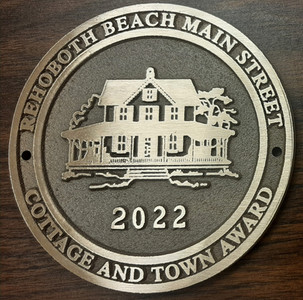 REHOBOTH BEACH MAIN STREET
2022
COTTAGE AND TOWN AWARD